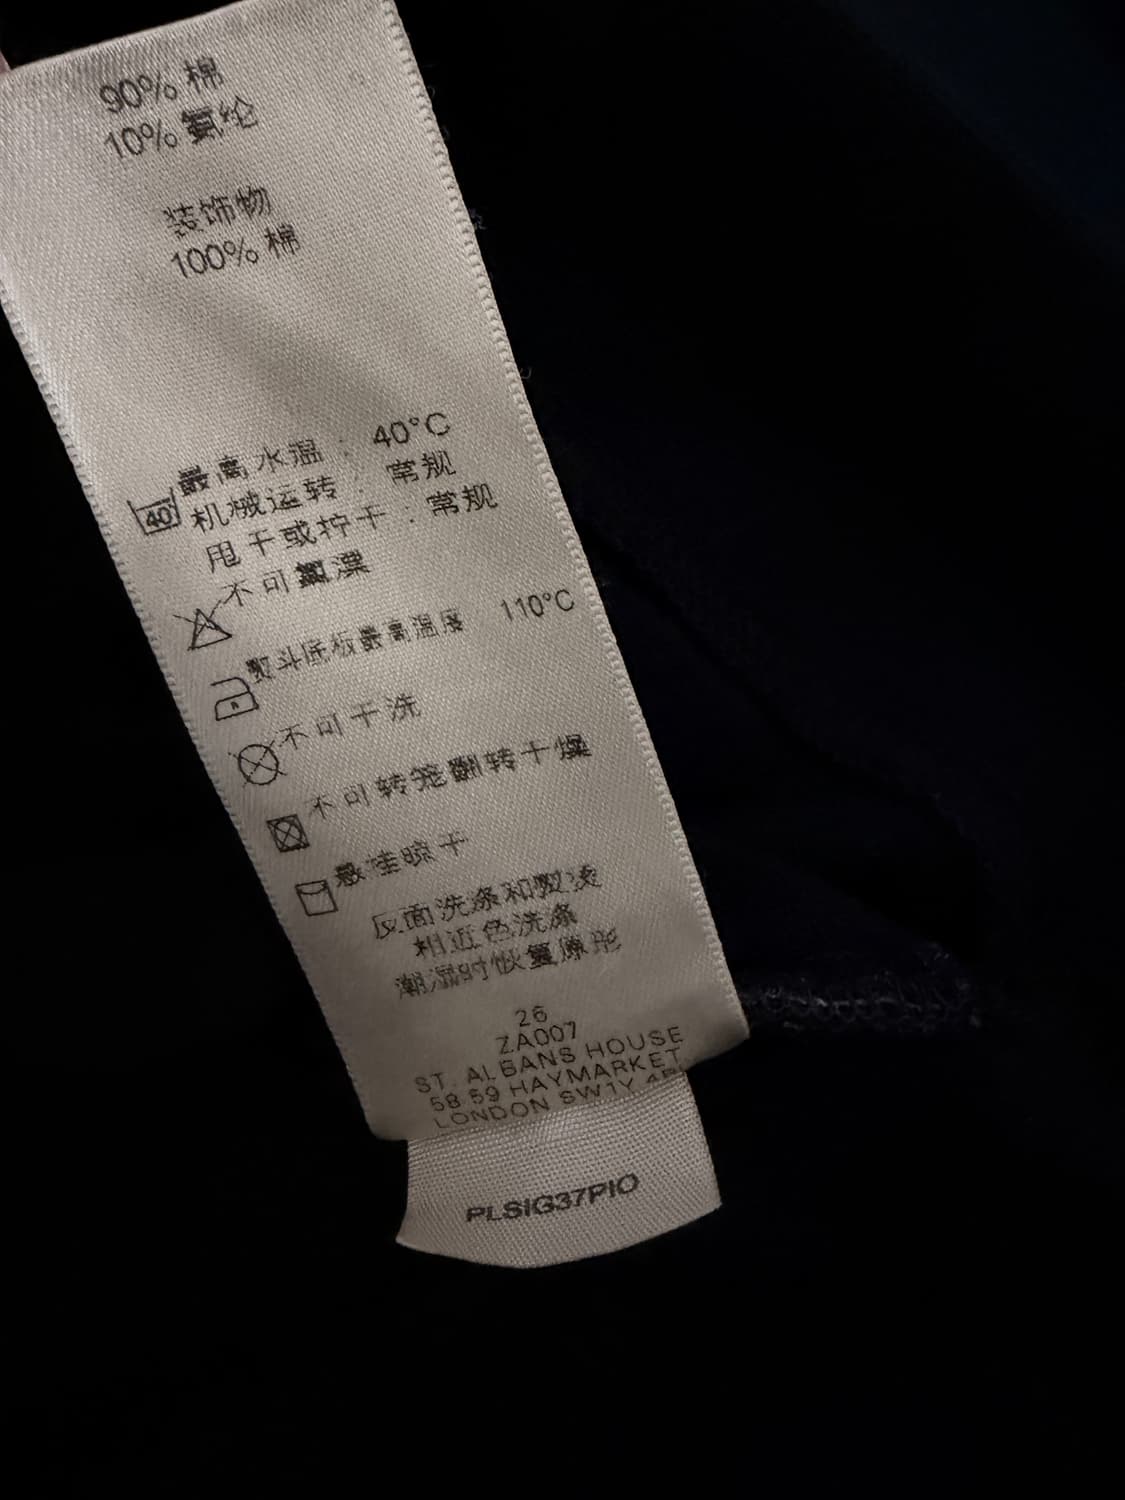 90% 棉
10% 氨纶
装饰物
100% 棉
最高水温: 40°C
40
机械运转: 常规
甩干或拧干: 常规
不可氯漂
熨斗底板最高温度 110°C
不可干洗
不可转笼翻转干燥
悬挂晾干
反面洗涤和熨烫
相近色洗涤
潮湿时恢复原形
26
ZA007
ST. ALBANS HOUSE
58 59 HAYMARKET
LONDON SW1Y
PLSIG37PIO